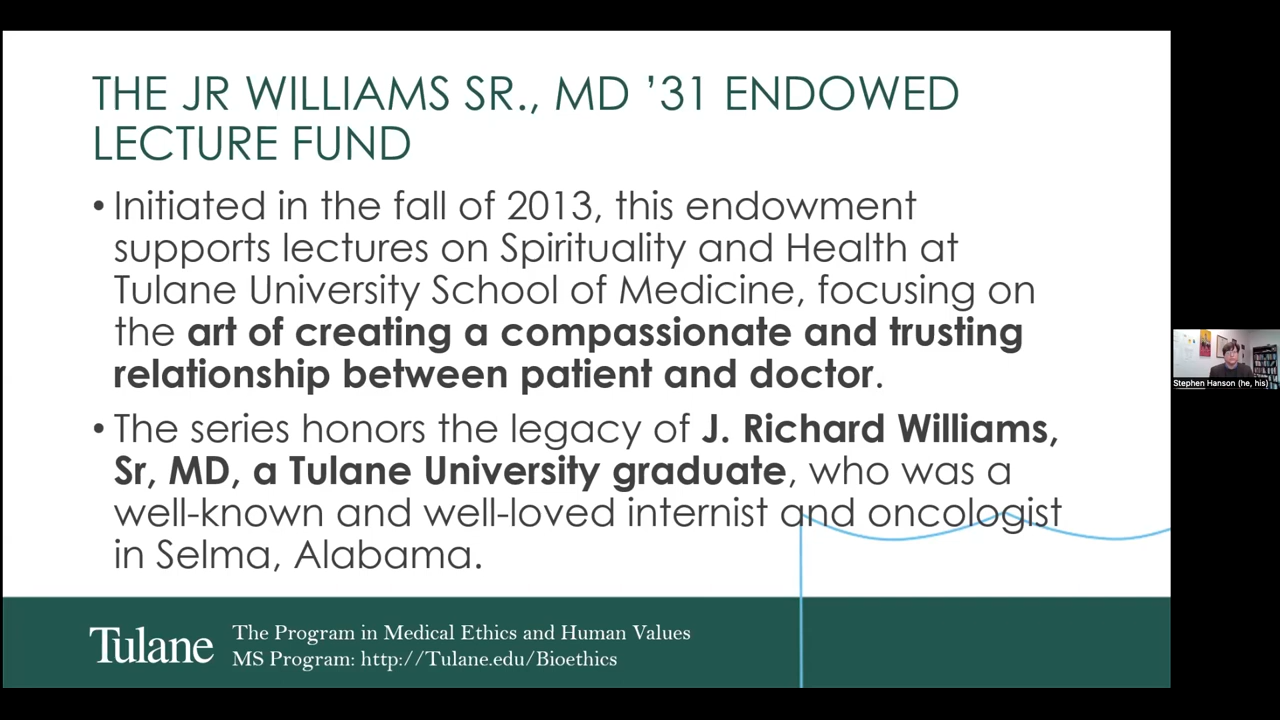 THE JR WILLIAMS SR., MD ’31 ENDOWED
LECTURE FUND
• Initiated in the fall of 2013, this endowment
supports lectures on Spirituality and Health at
Tulane University School of Medicine, focusing on
the art of creating a compassionate and trusting
relationship between patient and doctor.
• The series honors the legacy of J. Richard Williams,
Sr, MD, a Tulane University graduate, who was a
well-known and well-loved internist and oncologist
in Selma, Alabama.
Tulane
The Program in Medical Ethics and Human Values
MS Program: http://Tulane.edu/Bioethics
Stephen Hanson (he, his)